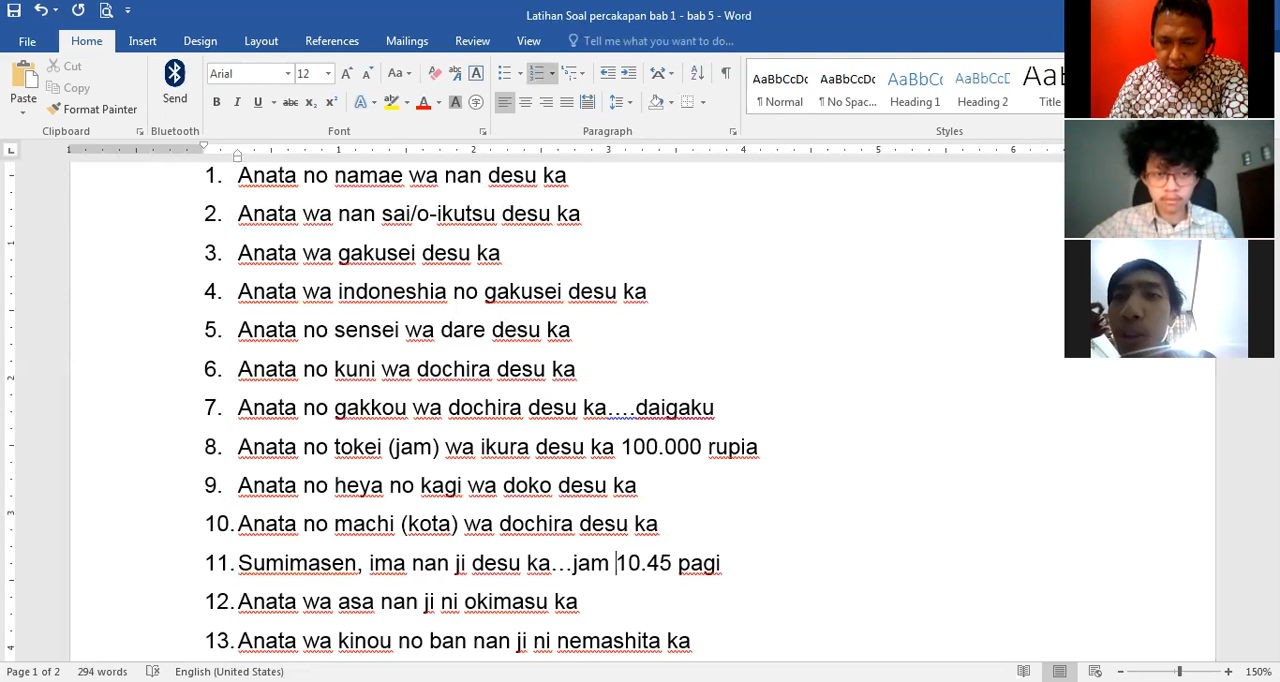 Latihan Soal percakapan bab 1 - bab 5 - Word
File Home Insert Design Layout References Mailings Review View Tell me what you want to do...
Cut
Copy
Format Painter
Paste
Send
Arial 12
AaBbCcDc AaBbCcDc AaBbCc AaBbCcD
¶ Normal ¶ No Spac... Heading 1 Heading 2 Title
Clipboard Bluetooth Font Paragraph Styles
1 1 2 3 4 5 6
1. Anata no namae wa nan desu ka
2. Anata wa nan sai/o-ikutsu desu ka
3. Anata wa gakusei desu ka
4. Anata wa indoneshia no gakusei desu ka
5. Anata no sensei wa dare desu ka
6. Anata no kuni wa dochira desu ka
7. Anata no gakkou wa dochira desu ka….daigaku
8. Anata no tokei (jam) wa ikura desu ka 100.000 rupia
9. Anata no heya no kagi wa doko desu ka
10. Anata no machi (kota) wa dochira desu ka
11. Sumimasen, ima nan ji desu ka…jam 10.45 pagi
12. Anata wa asa nan ji ni okimasu ka
13. Anata wa kinou no ban nan ji ni nemashita ka
Page 1 of 2 294 words English (United States) 150%